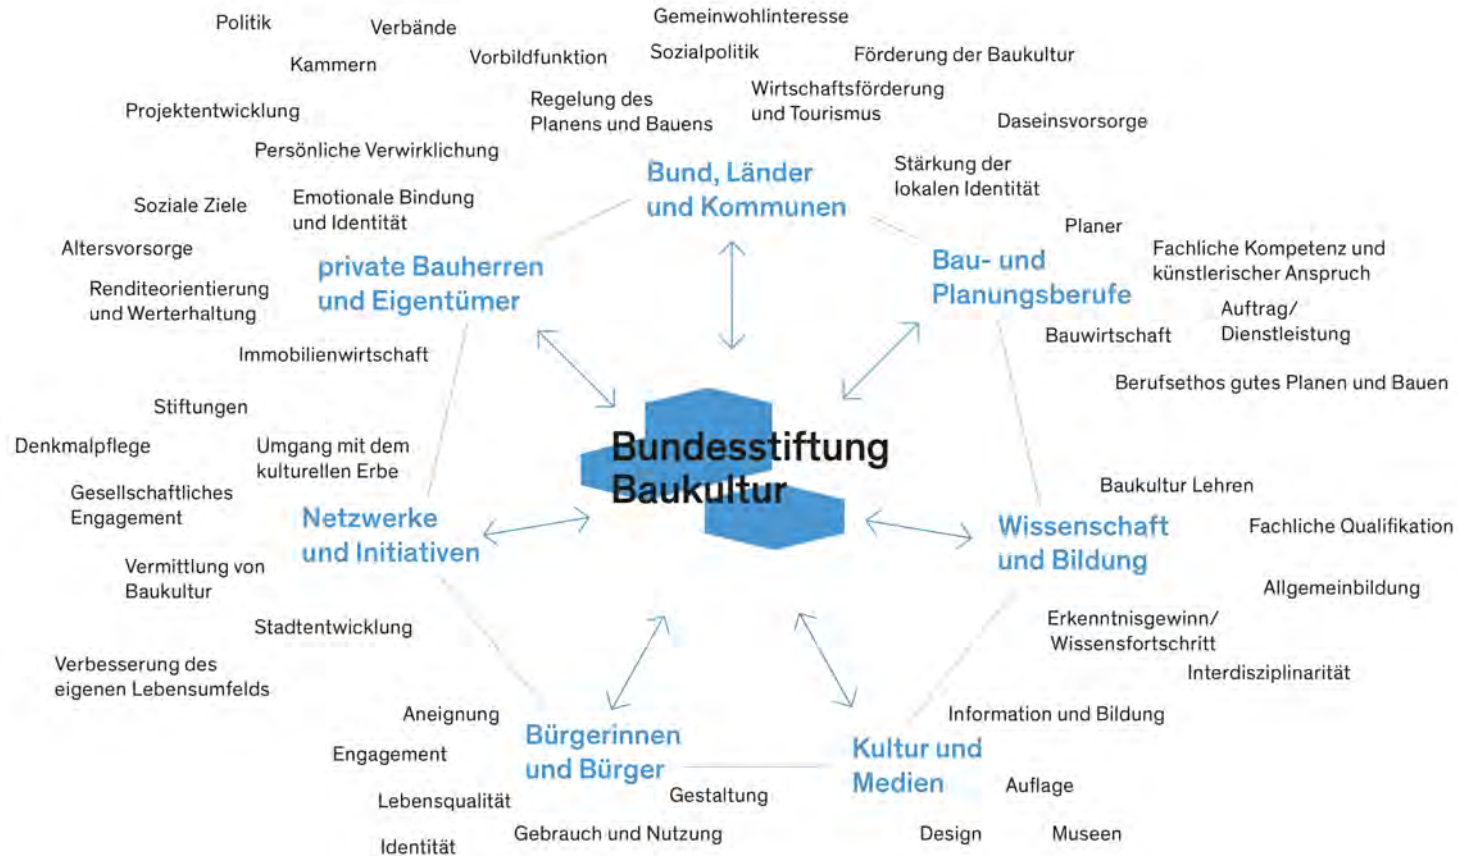 Politik
Verbände
Kammern
Vorbildfunktion
Gemeinwohlinteresse
Sozialpolitik
Förderung der Baukultur
Regelung des
Planens und Bauens
Wirtschaftsförderung
und Tourismus
Daseinsvorsorge
Projektentwicklung
Persönliche Verwirklichung
Bund, Länder
und Kommunen
Stärkung der
lokalen Identität
Soziale Ziele
Emotionale Bindung
und Identität
Altersvorsorge
private Bauherren
und Eigentümer
Renditeorientierung
und Werterhaltung
Immobilienwirtschaft
Planer
Bau- und
Planungsberufe
Fachliche Kompetenz und
künstlerischer Anspruch
Auftrag/
Dienstleistung
Bauwirtschaft
Berufsethos gutes Planen und Bauen
Bundesstiftung
Baukultur
Stiftungen
Denkmalpflege
Umgang mit dem
kulturellen Erbe
Gesellschaftliches
Engagement
Netzwerke
und Initiativen
Vermittlung von
Baukultur
Stadtentwicklung
Verbesserung des
eigenen Lebensumfelds
Baukultur Lehren
Wissenschaft
und Bildung
Fachliche Qualifikation
Allgemeinbildung
Erkenntnisgewinn/
Wissensfortschritt
Interdisziplinarität
Aneignung
Bürgerinnen
und Bürger
Engagement
Lebensqualität
Gestaltung
Gebrauch und Nutzung
Identität
Information und Bildung
Kultur und
Medien
Auflage
Design
Museen